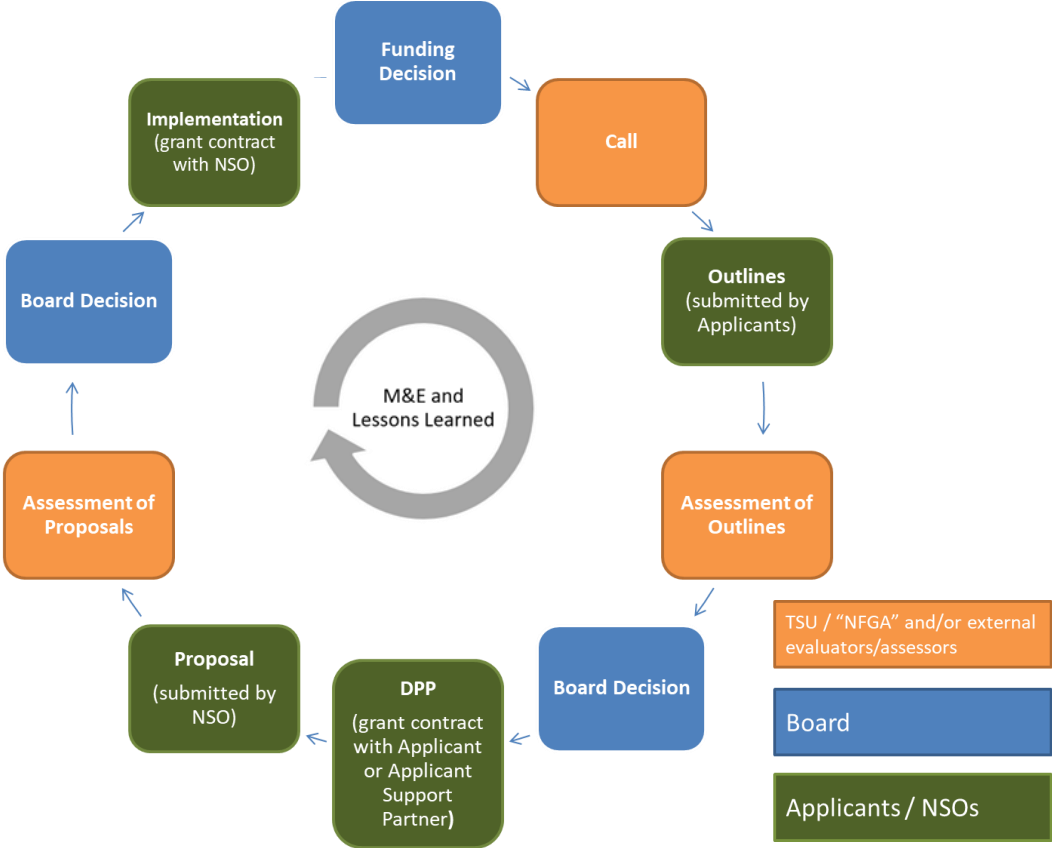 Funding
Decision
Call
Outlines
(submitted by
Applicants)
Assessment of
Outlines
Board Decision
DPP
(grant contract
with Applicant
or Applicant
Support
Partner)
Proposal
(submitted by
NSO)
Assessment of
Proposals
Board Decision
Implementation
(grant contract
with NSO)
M&E and
Lessons Learned
TSU / “NFGA” and/or external
evaluators/assessors
Board
Applicants / NSOs